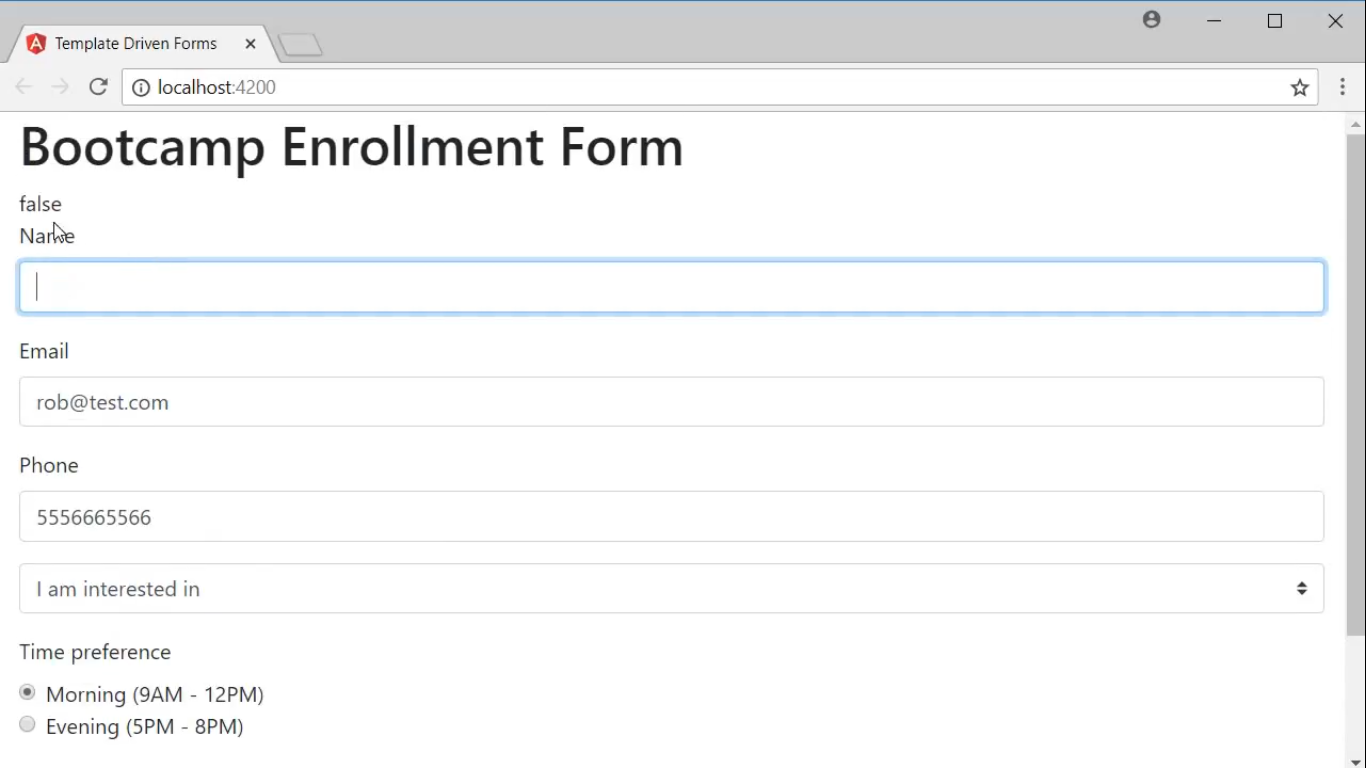 Template Driven Forms
localhost:4200
Bootcamp Enrollment Form
false
Name
Email
rob@test.com
Phone
5556665566
I am interested in
Time preference
Morning (9AM - 12PM)
Evening (5PM - 8PM)